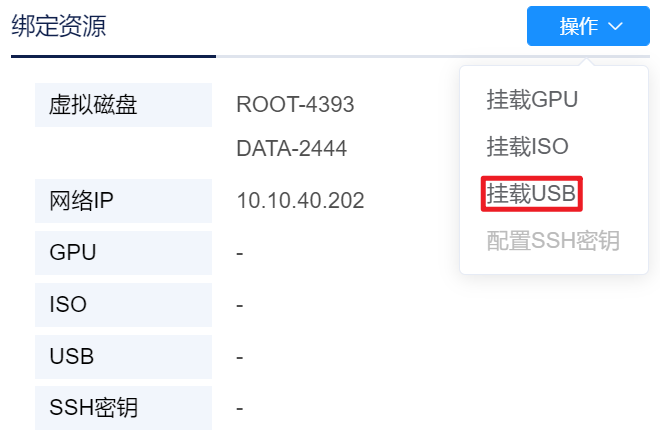 绑定资源
操作
虚拟磁盘 ROOT-4393
DATA-2444
网络IP 10.10.40.202
GPU -
ISO -
USB -
SSH密钥 -
挂载GPU
挂载ISO
挂载USB
配置SSH密钥